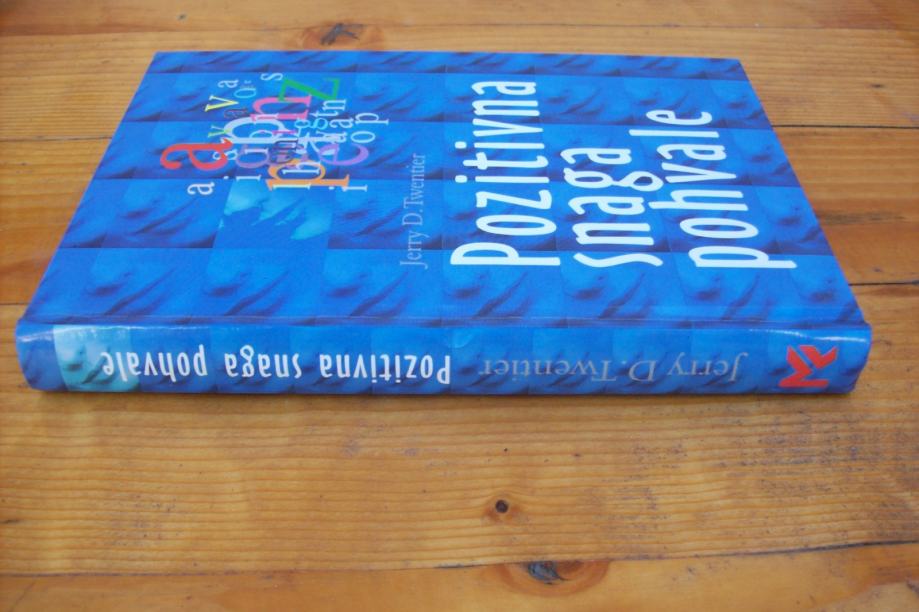 Jerry D. Twentier
Pozitivna
snaga
pohvale
Jerry D. Twentier
Pozitivna snaga pohvale